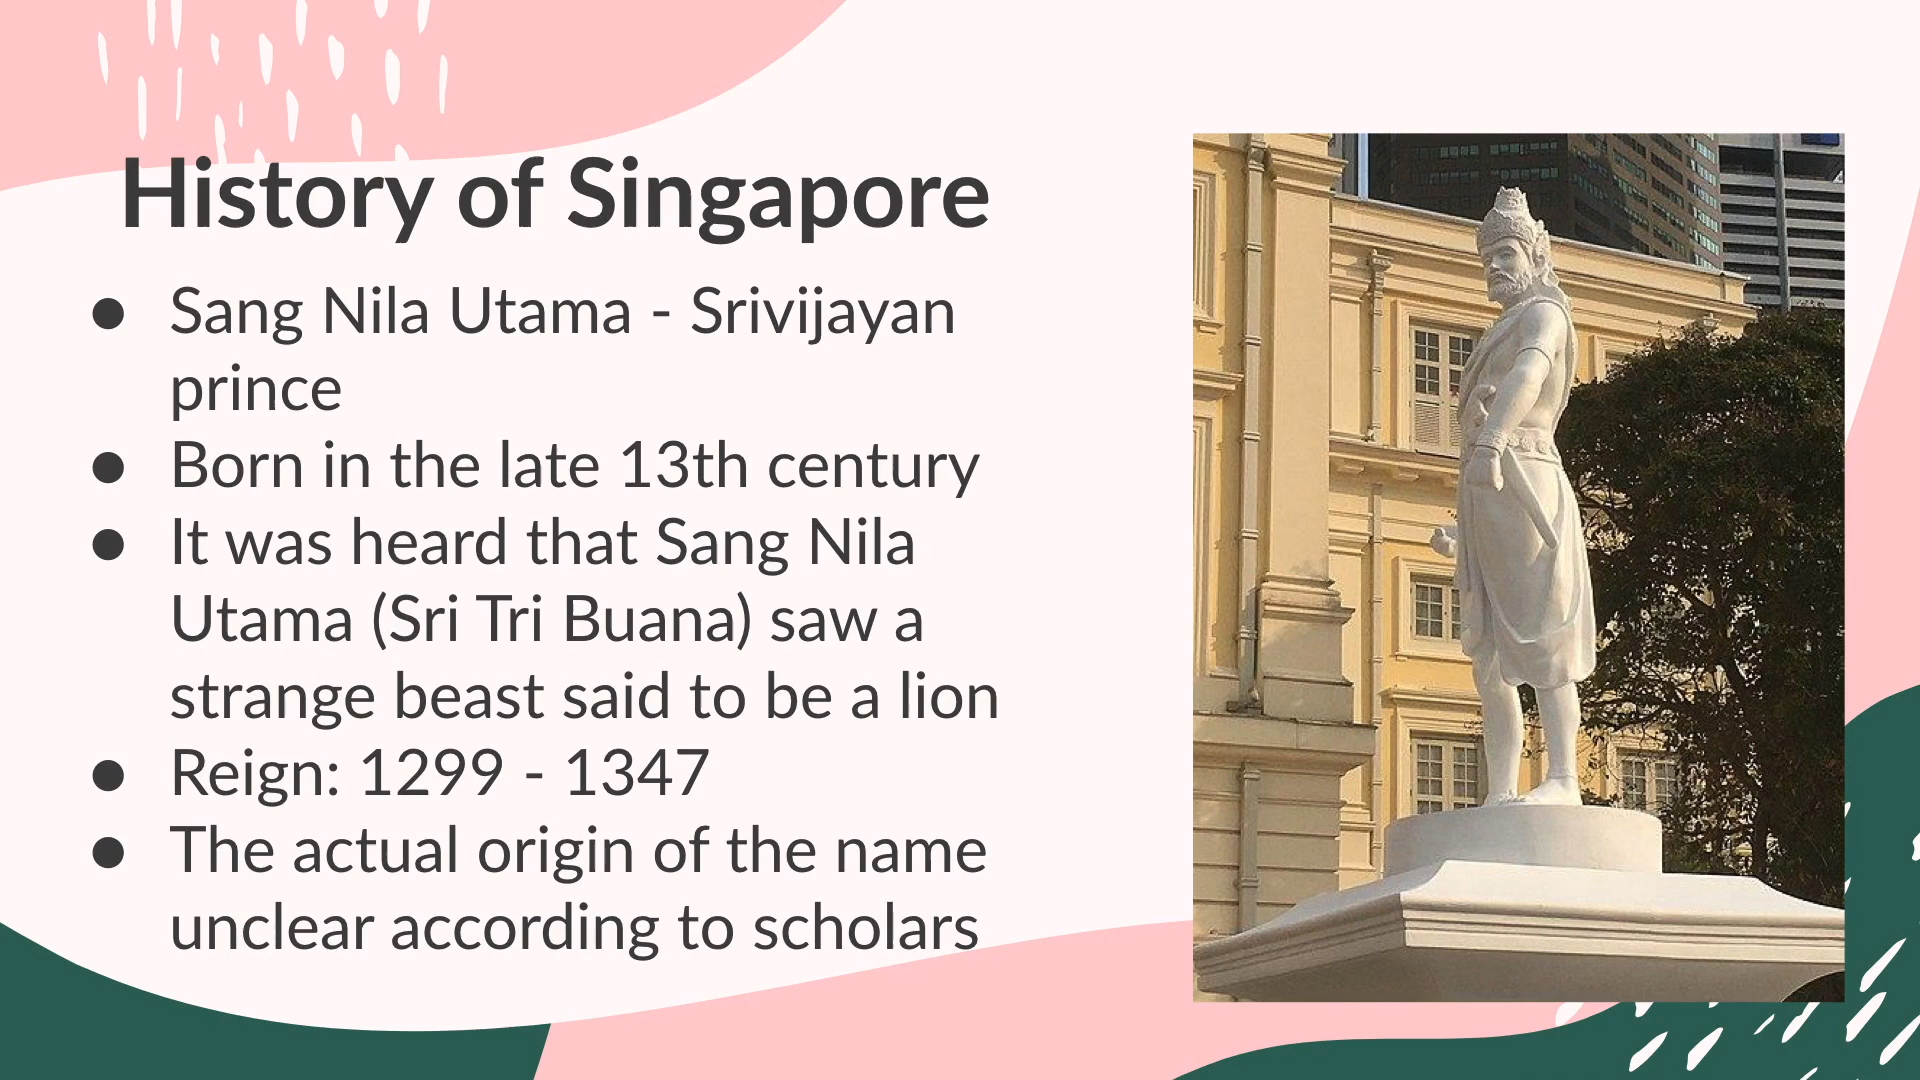 History of Singapore
● Sang Nila Utama - Srivijayan
prince
● Born in the late 13th century
● It was heard that Sang Nila
Utama (Sri Tri Buana) saw a
strange beast said to be a lion
● Reign: 1299 - 1347
● The actual origin of the name
unclear according to scholars